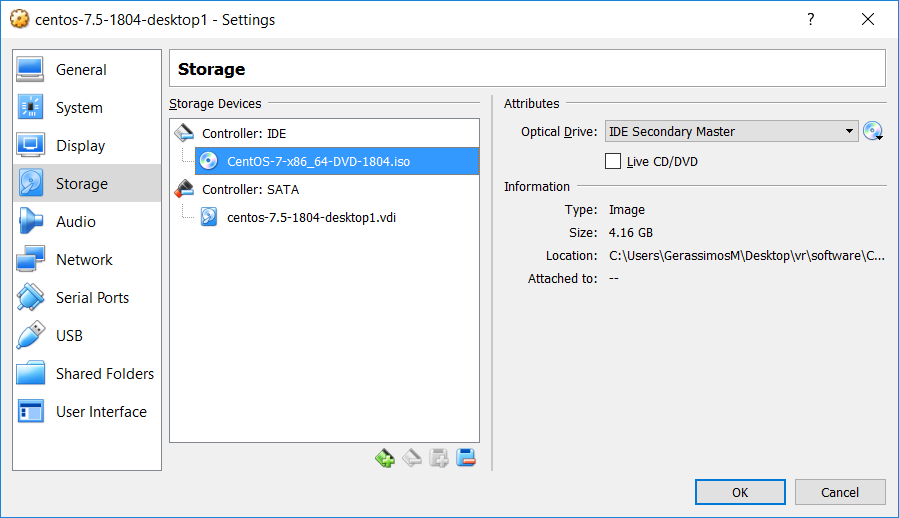 centos-7.5-1804-desktop1 - Settings
?
General
System
Display
Storage
Audio
Network
Serial Ports
USB
Shared Folders
User Interface
Storage
Storage Devices
Controller: IDE
CentOS-7-x86_64-DVD-1804.iso
Controller: SATA
centos-7.5-1804-desktop1.vdi
Attributes
Optical Drive: IDE Secondary Master
Live CD/DVD
Information
Type: Image
Size: 4.16 GB
Location: C:\Users\GerassimosM\Desktop\vr\software\C...
Attached to: --
OK Cancel